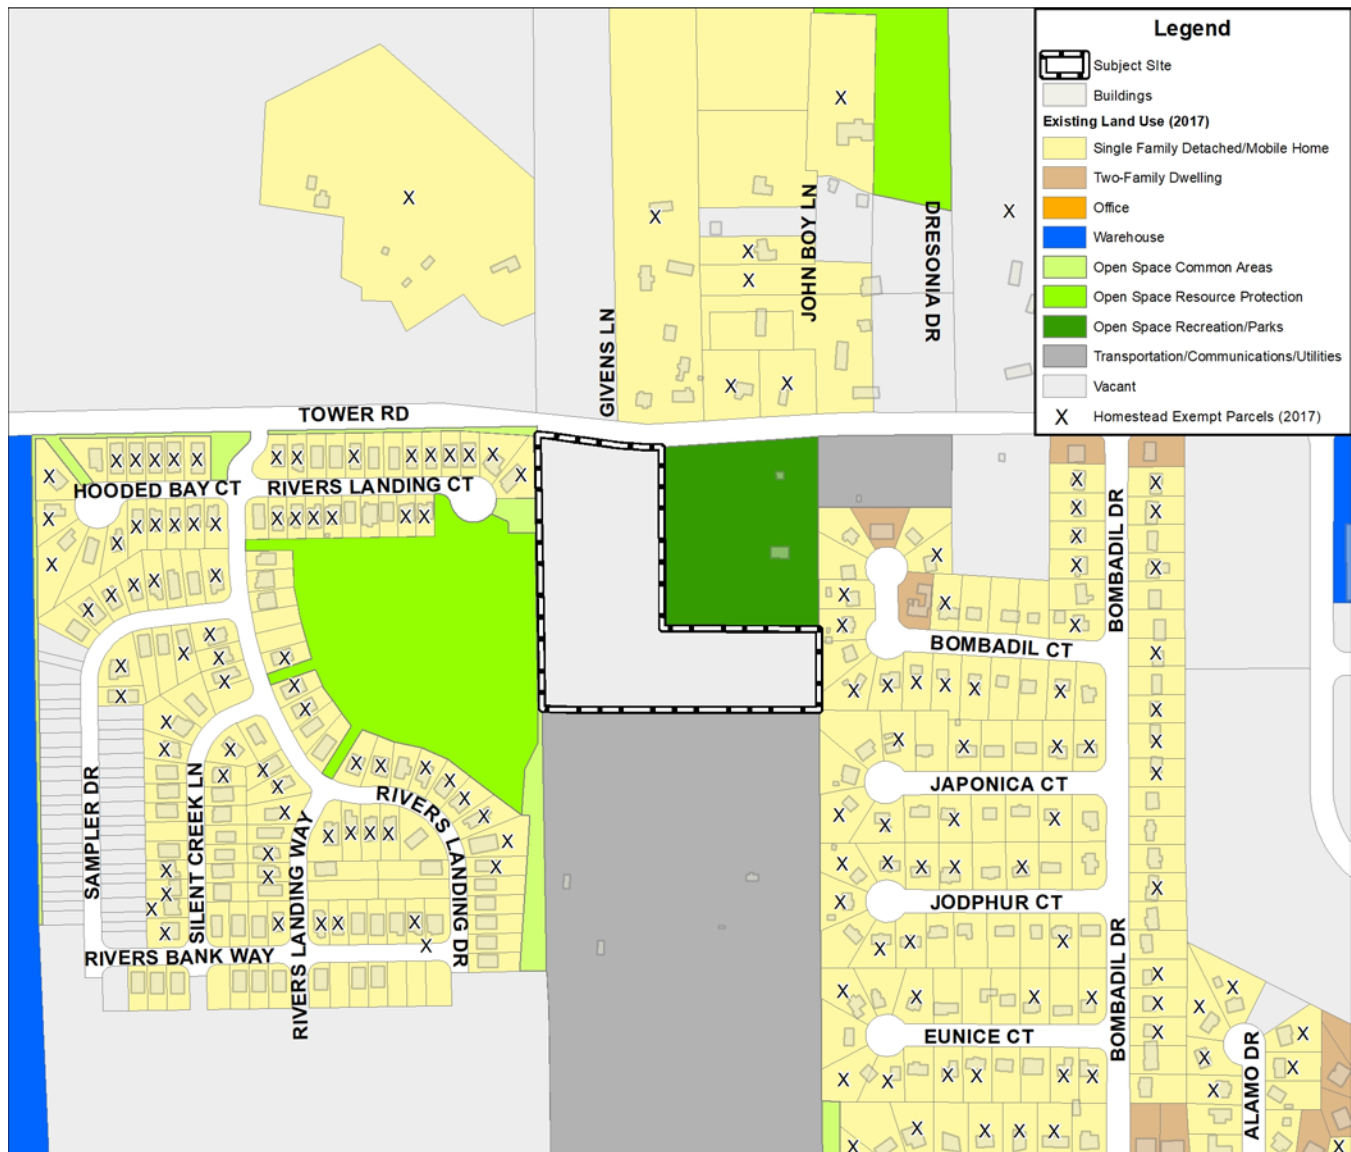 Legend
Subject SIte
Buildings
Existing Land Use (2017)
Single Family Detached/Mobile Home
Two-Family Dwelling
Office
Warehouse
Open Space Common Areas
Open Space Resource Protection
Open Space Recreation/Parks
Transportation/Communications/Utilities
Vacant
X Homestead Exempt Parcels (2017)
GIVENS LN
JOHN BOY LN
DRESONIA DR
TOWER RD
HOODED BAY CT
RIVERS LANDING CT
BOMBADIL DR
BOMBADIL CT
SAMPLER DR
SILENT CREEK LN
RIVERS LANDING WAY
RIVERS LANDING DR
JAPONICA CT
JODPHUR CT
BOMBADIL DR
RIVERS BANK WAY
EUNICE CT
ALAMO DR